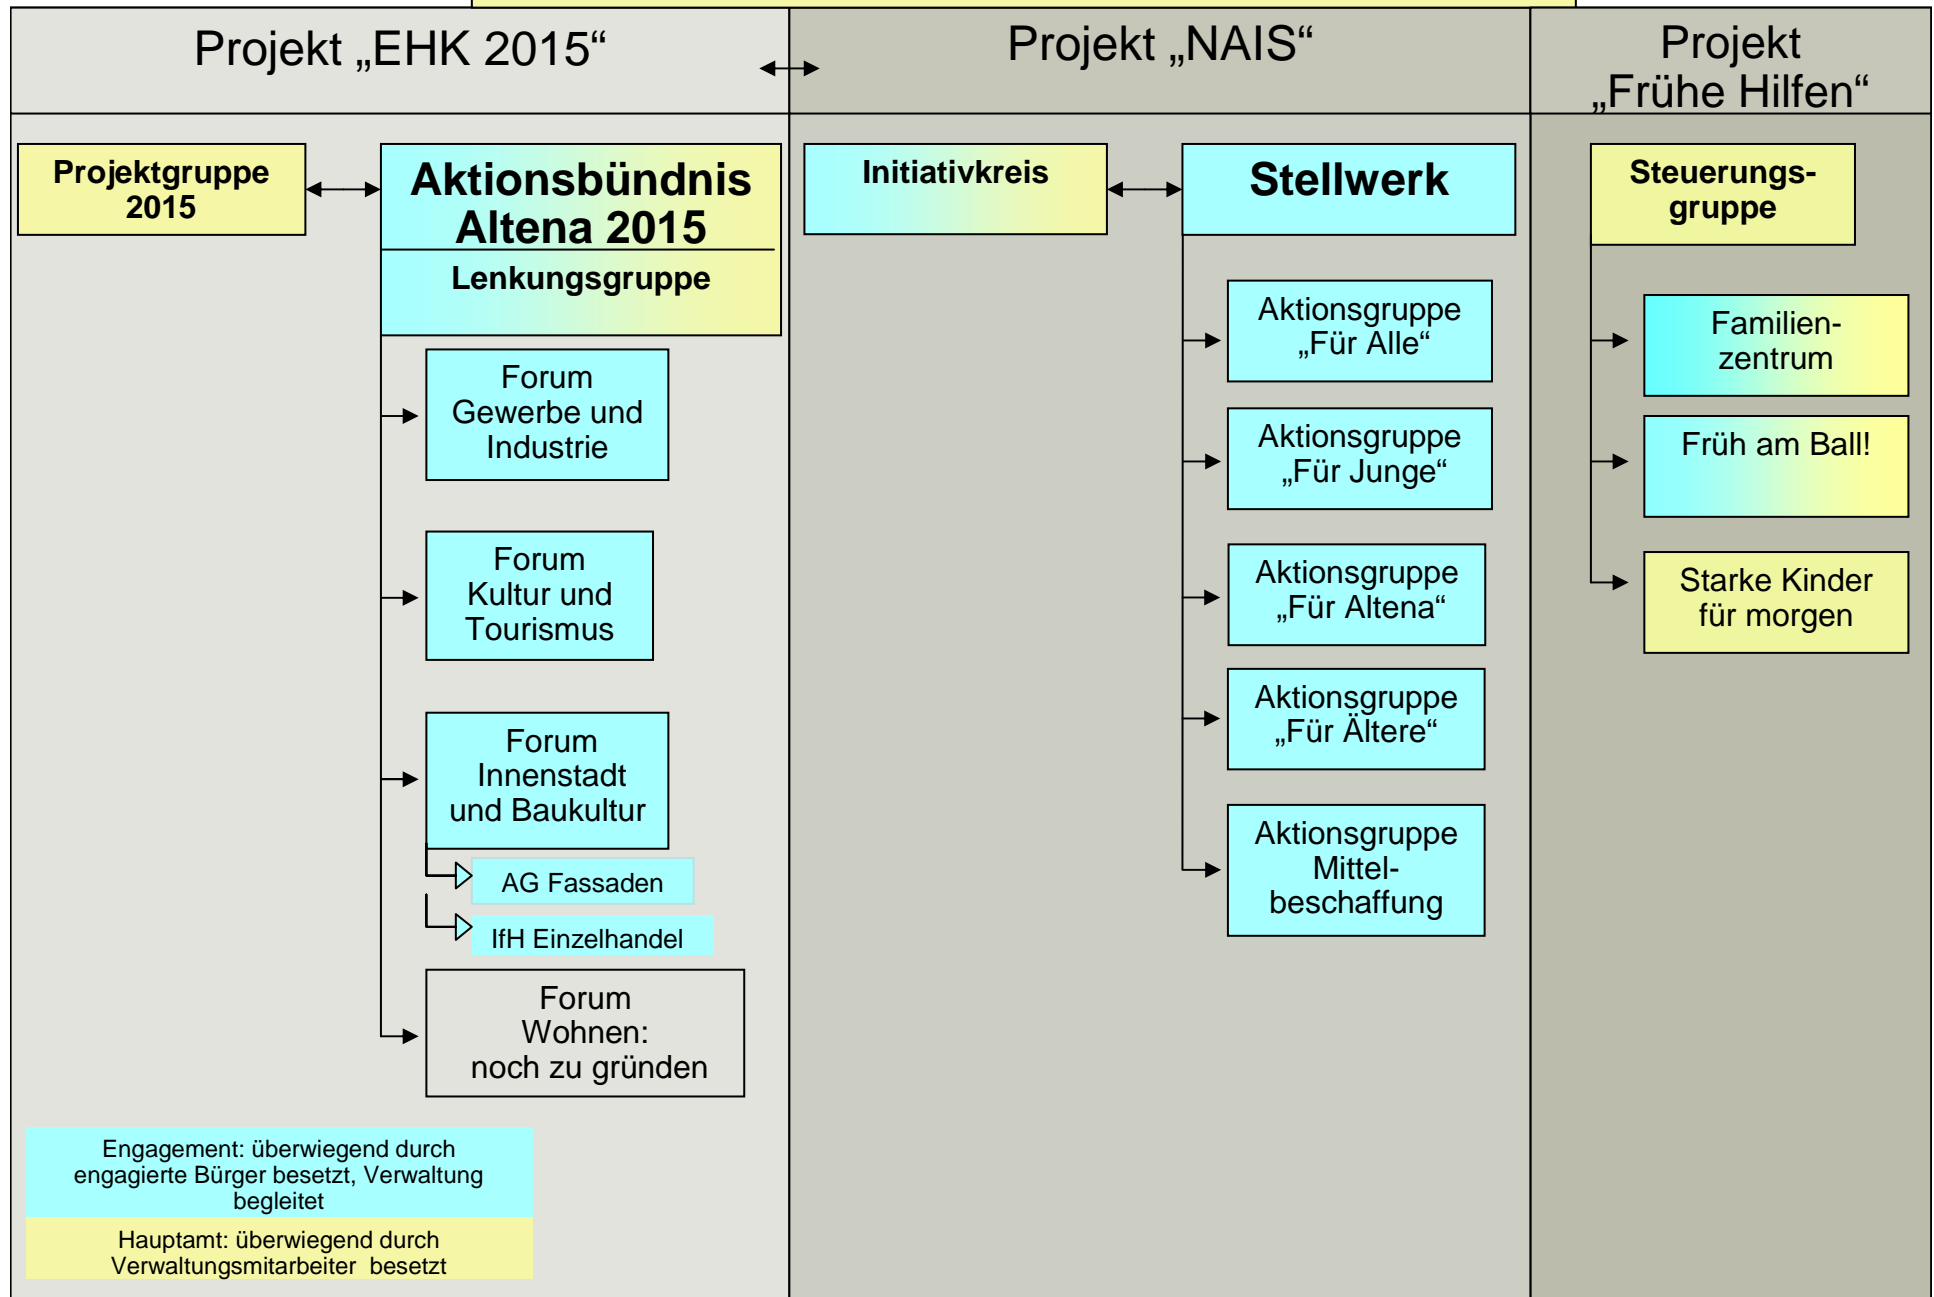 Projekt „EHK 2015“
Projekt „NAIS“
Projekt
„Frühe Hilfen“
Projektgruppe
2015
Aktionsbündnis
Altena 2015
Lenkungsgruppe
Forum
Gewerbe und
Industrie
Forum
Kultur und
Tourismus
Forum
Innenstadt
und Baukultur
AG Fassaden
IfH Einzelhandel
Forum
Wohnen:
noch zu gründen
Engagement: überwiegend durch
engagierte Bürger besetzt, Verwaltung
begleitet
Hauptamt: überwiegend durch
Verwaltungsmitarbeiter besetzt
Initiativkreis
Stellwerk
Aktionsgruppe
„Für Alle“
Aktionsgruppe
„Für Junge“
Aktionsgruppe
„Für Altena“
Aktionsgruppe
„Für Ältere“
Aktionsgruppe
Mittel-
beschaffung
Steuerungs-
gruppe
Familien-
zentrum
Früh am Ball!
Starke Kinder
für morgen